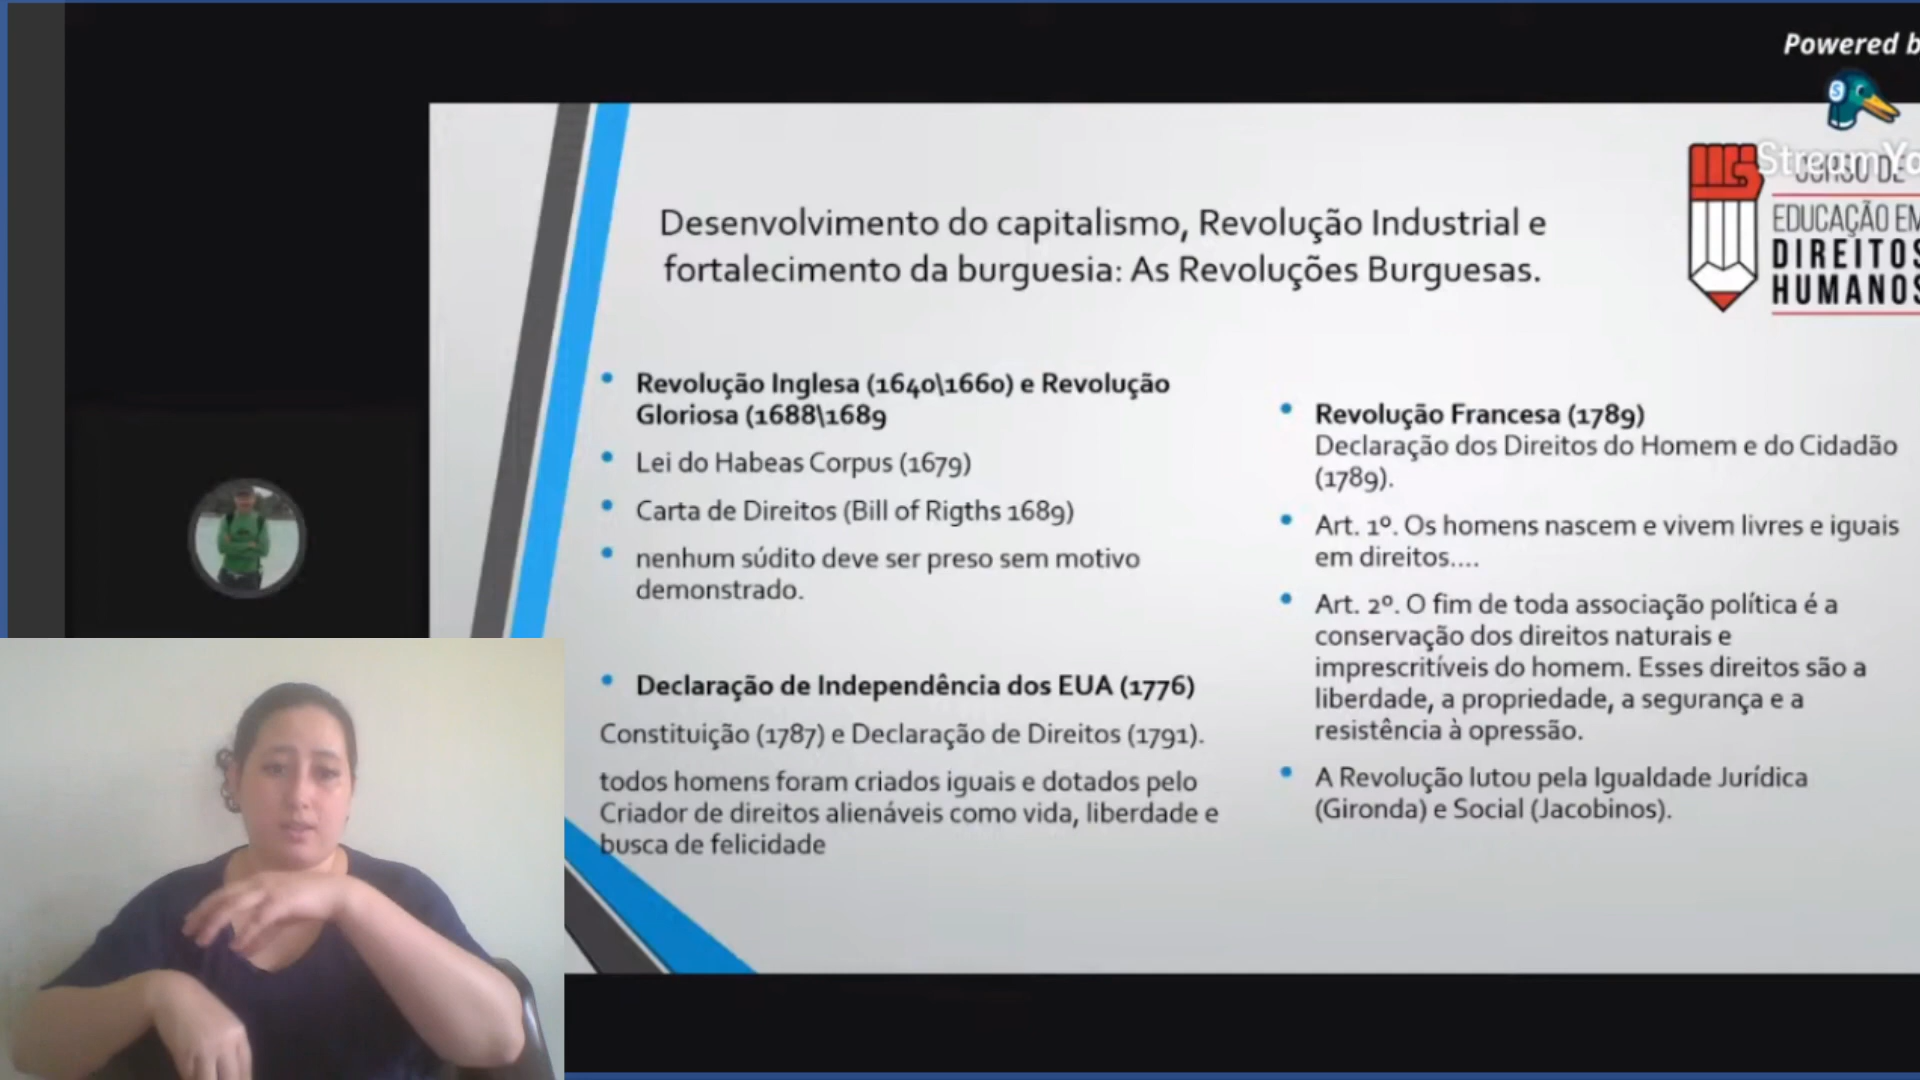 Powered
StreamYo
CURSO DE
EDUCAÇÃO EM
DIREITOS
HUMANOS
Desenvolvimento do capitalismo, Revolução Industrial e
fortalecimento da burguesia: As Revoluções Burguesas.
Revolução Inglesa (1640\1660) e Revolução
Gloriosa (1688\1689
Lei do Habeas Corpus (1679)
Carta de Direitos (Bill of Rigths 1689)
nenhum súdito deve ser preso sem motivo
demonstrado.
Declaração de Independência dos EUA (1776)
Constituição (1787) e Declaração de Direitos (1791).
todos homens foram criados iguais e dotados pelo
Criador de direitos alienáveis como vida, liberdade e
busca de felicidade
Revolução Francesa (1789)
Declaração dos Direitos do Homem e do Cidadão
(1789).
Art. 1º. Os homens nascem e vivem livres e iguais
em direitos....
Art. 2º. O fim de toda associação política é a
conservação dos direitos naturais e
imprescritíveis do homem. Esses direitos são a
liberdade, a propriedade, a segurança e a
resistência à opressão.
A Revolução lutou pela Igualdade Jurídica
(Gironda) e Social (Jacobinos).